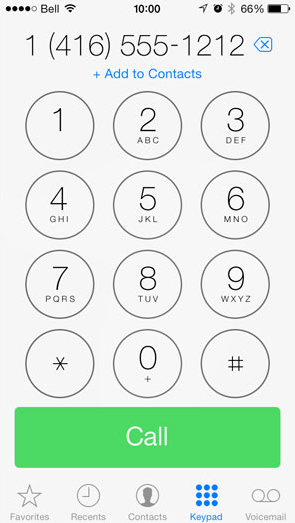 Bell 10:00 66%
1 (416) 555-1212
+ Add to Contacts
1 2 3
ABC DEF
4 5 6
GHI JKL MNO
7 8 9
PQRS TUV WXYZ
* 0 #
+
Call
Favorites Recents Contacts Keypad Voicemail